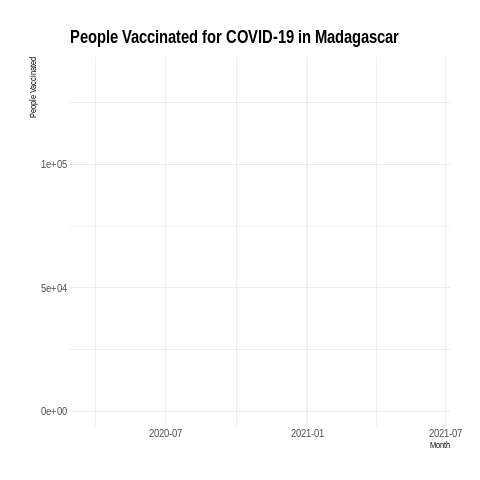 People Vaccinated for COVID-19 in Madagascar
People Vaccinated
1e+05
5e+04
0e+00
2020-07
2021-01
2021-07
Month